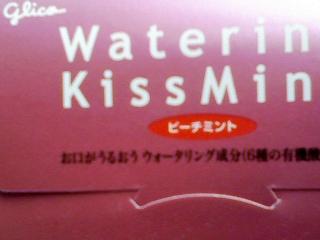 Glico
Waterin
KissMin
ピーチミント
お口がうるおう ウォータリング成分(6種の有機酸